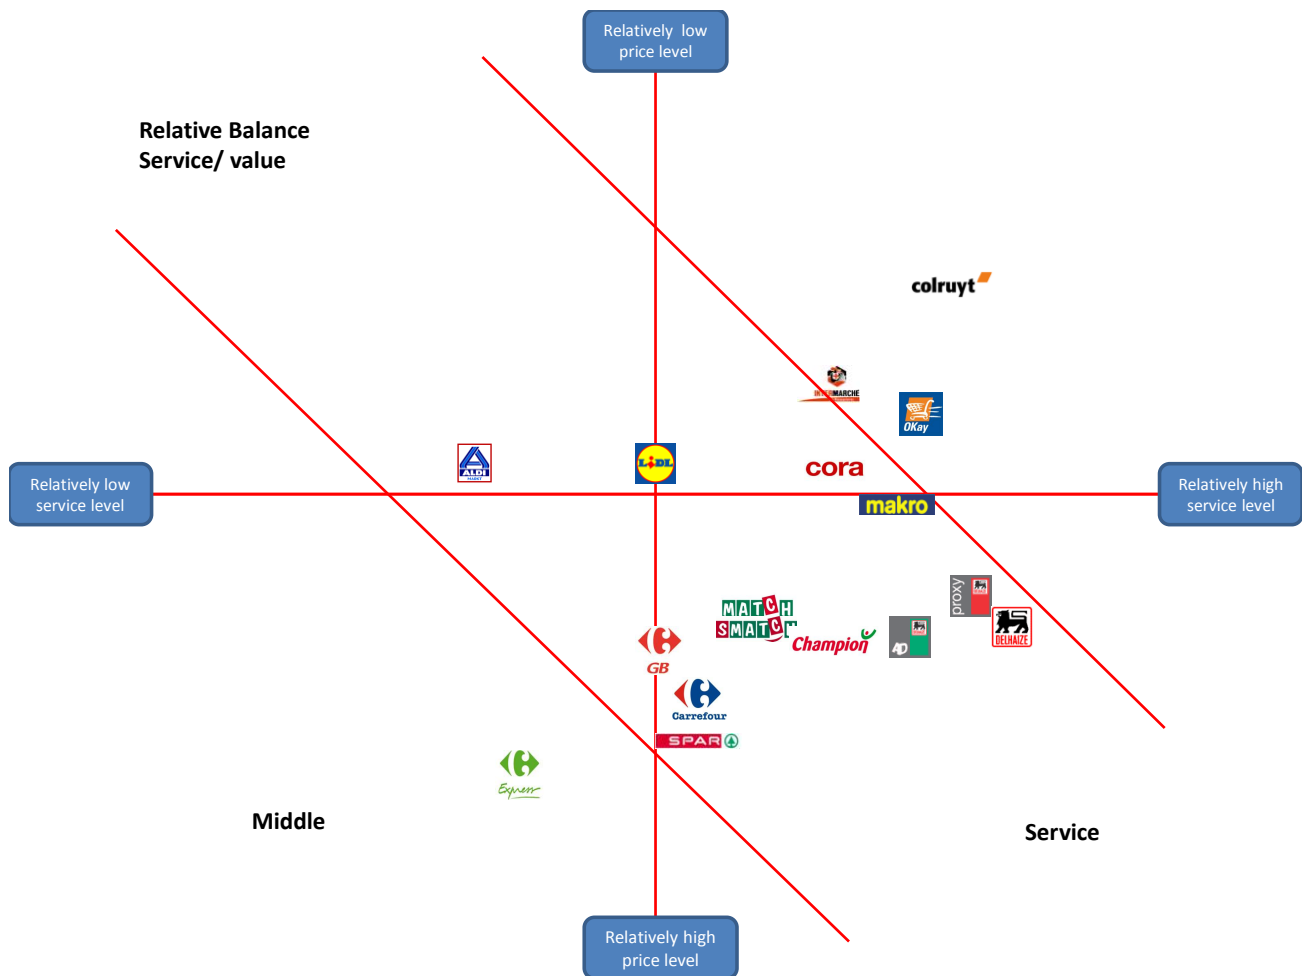 Relatively low
price level
Relative Balance
Service/ value
colruyt
INTERMARCHE
OKay
ALDI
MARKT
LiDL
cora
Relatively low
service level
Relatively high
service level
makro
proxy
DELHAIZE
MATCH
SMATCH
Champion
AD
GB
Carrefour
SPAR
Express
Middle
Service
Relatively high
price level